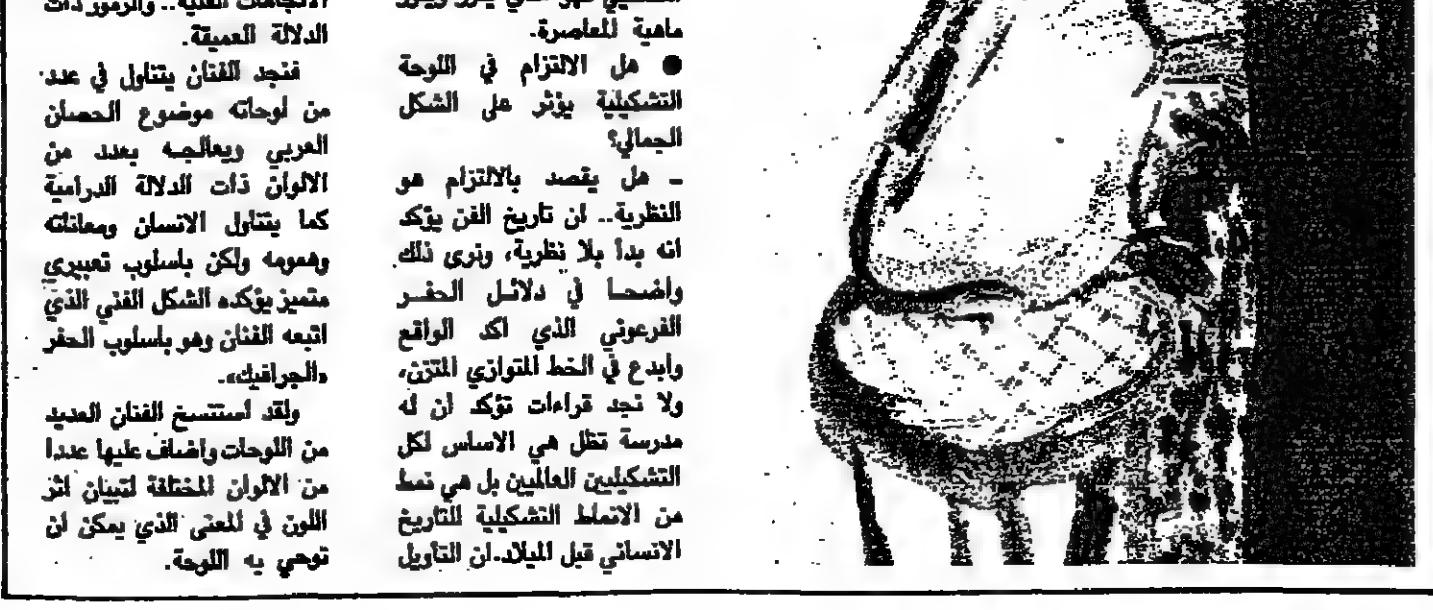 ماهية المعاصرة.
● هل الالتزام في اللوحة
التشكيلية يؤثر على الشكل
الجمالي؟
ـ هل يقصد بالالتزام هو
النظرية.. ان تاريخ الفن يؤكد
انه بدأ بلا نظرية، ونرى ذلك
واضحا في دلائل الحفر
الفرعوني الذي اكد الواقع
وابدع في الخط المتوازي المتزن،
ولا نجد قراءات تؤكد ان له
مدرسة تظل هي الاساس لكل
التشكيليين العالميين بل هي نمط
من الانماط التشكيلية للتاريخ
الانساني قبل الميلاد.ان التأويل
الاتجاهات الفنية.. والرموز ذات
الدلالة العميقة.
فنجد الفنان يتناول في عدد
من لوحاته موضوع الحصان
العربي ويعالجه بعدد من
الالوان ذات الدلالة الدرامية
كما يتناول الانسان ومعاناته
وهمومه ولكن باسلوب تعبيري
متميز يؤكده الشكل الفني الذي
اتبعه الفنان وهو باسلوب الحفر
«الجرافيك».
ولقد استنسخ الفنان العديد
من اللوحات واضاف عليها عددا
من الالوان المختلفة لتبيان اثر
اللون في المعنى الذي يمكن ان
توحي به اللوحة.